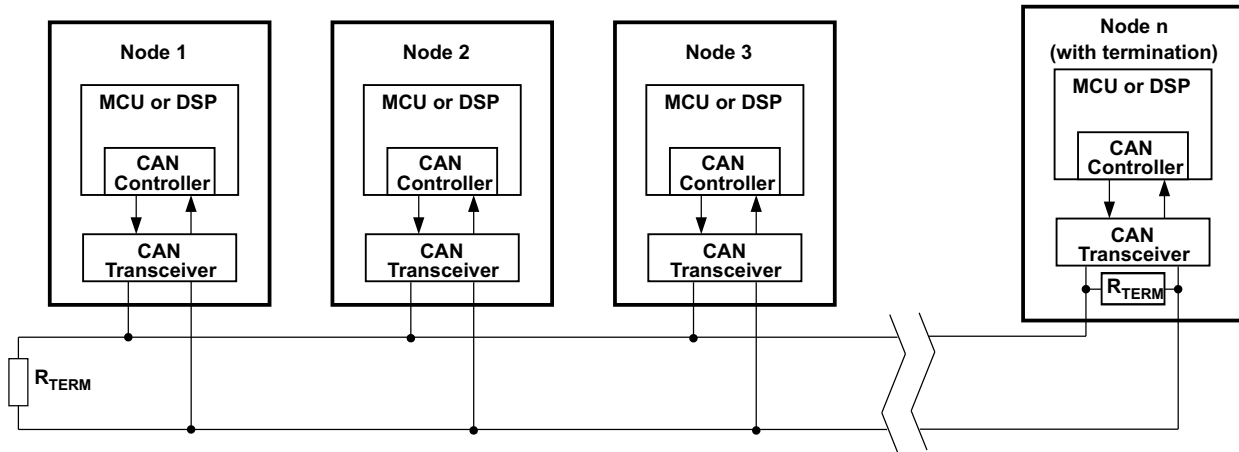 Node 1
MCU or DSP
CAN
Controller
CAN
Transceiver
Node 2
MCU or DSP
CAN
Controller
CAN
Transceiver
Node 3
MCU or DSP
CAN
Controller
CAN
Transceiver
Node n
(with termination)
MCU or DSP
CAN
Controller
CAN
Transceiver
RTERM
RTERM